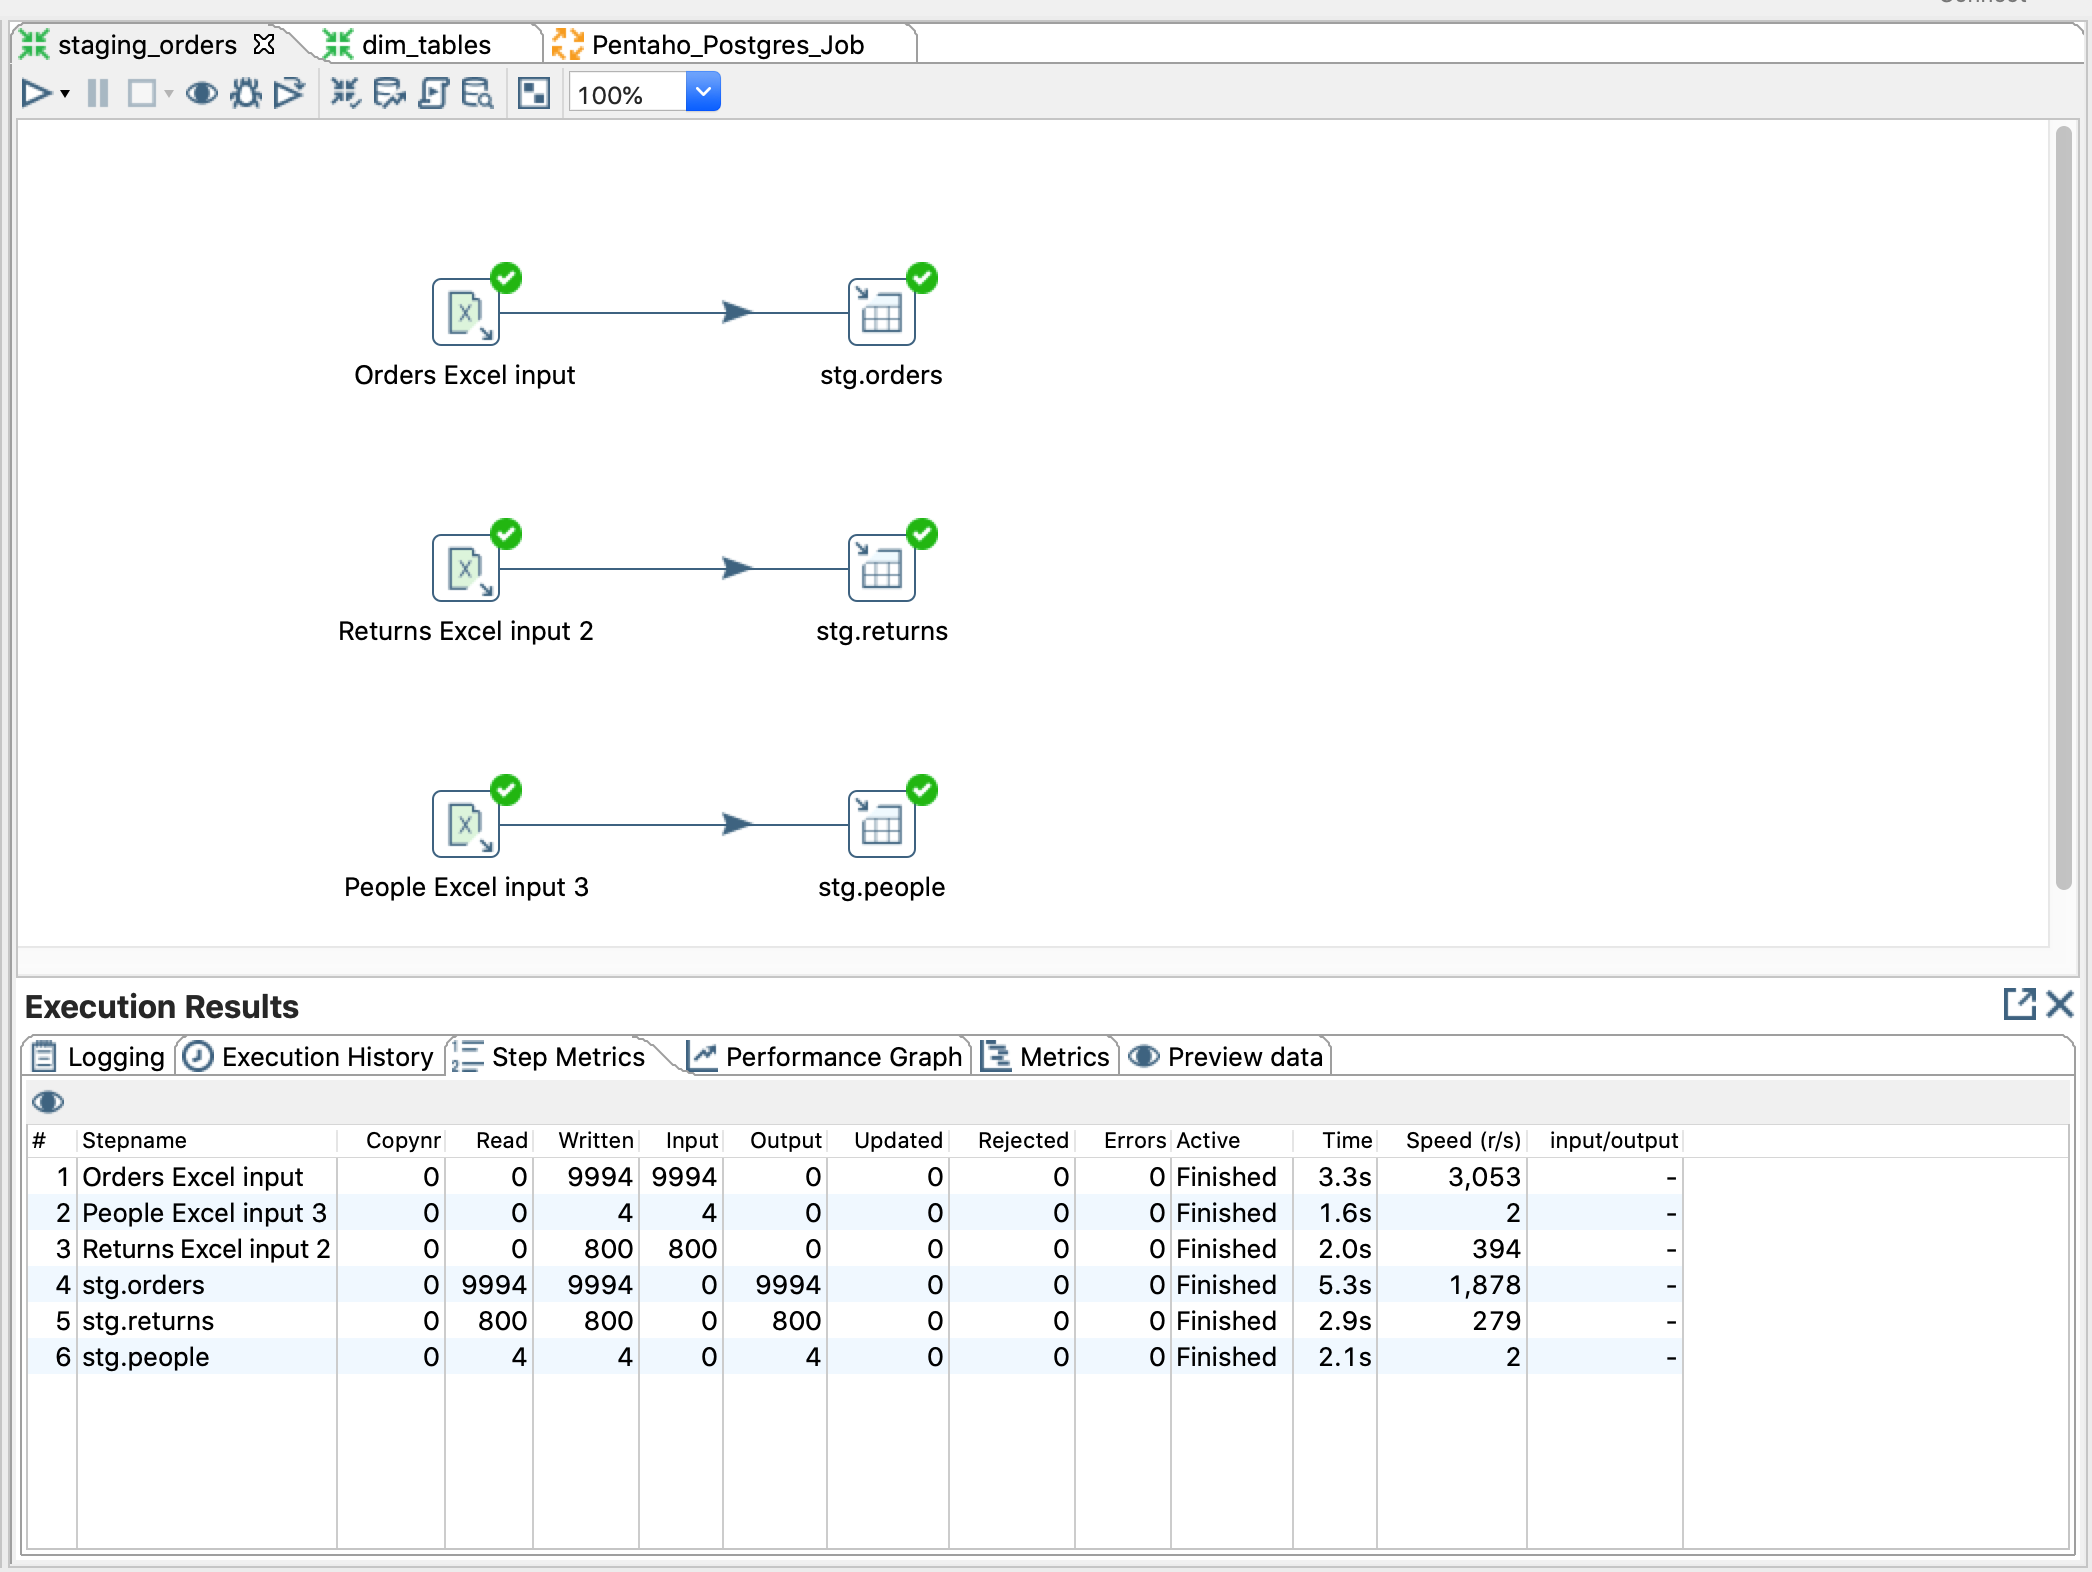 staging_orders dim_tables Pentaho_Postgres_Job
100%
Orders Excel input stg.orders
Returns Excel input 2 stg.returns
People Excel input 3 stg.people
Execution Results
Logging Execution History Step Metrics Performance Graph Metrics Preview data
# Stepname Copynr Read Written Input Output Updated Rejected Errors Active Time Speed (r/s) input/output
1 Orders Excel input 0 0 9994 9994 0 0 0 0 Finished 3.3s 3,053 -
2 People Excel input 3 0 0 4 4 0 0 0 0 Finished 1.6s 2 -
3 Returns Excel input 2 0 0 800 800 0 0 0 0 Finished 2.0s 394 -
4 stg.orders 0 9994 9994 0 9994 0 0 0 Finished 5.3s 1,878 -
5 stg.returns 0 800 800 0 800 0 0 0 Finished 2.9s 279 -
6 stg.people 0 4 4 0 4 0 0 0 Finished 2.1s 2 -